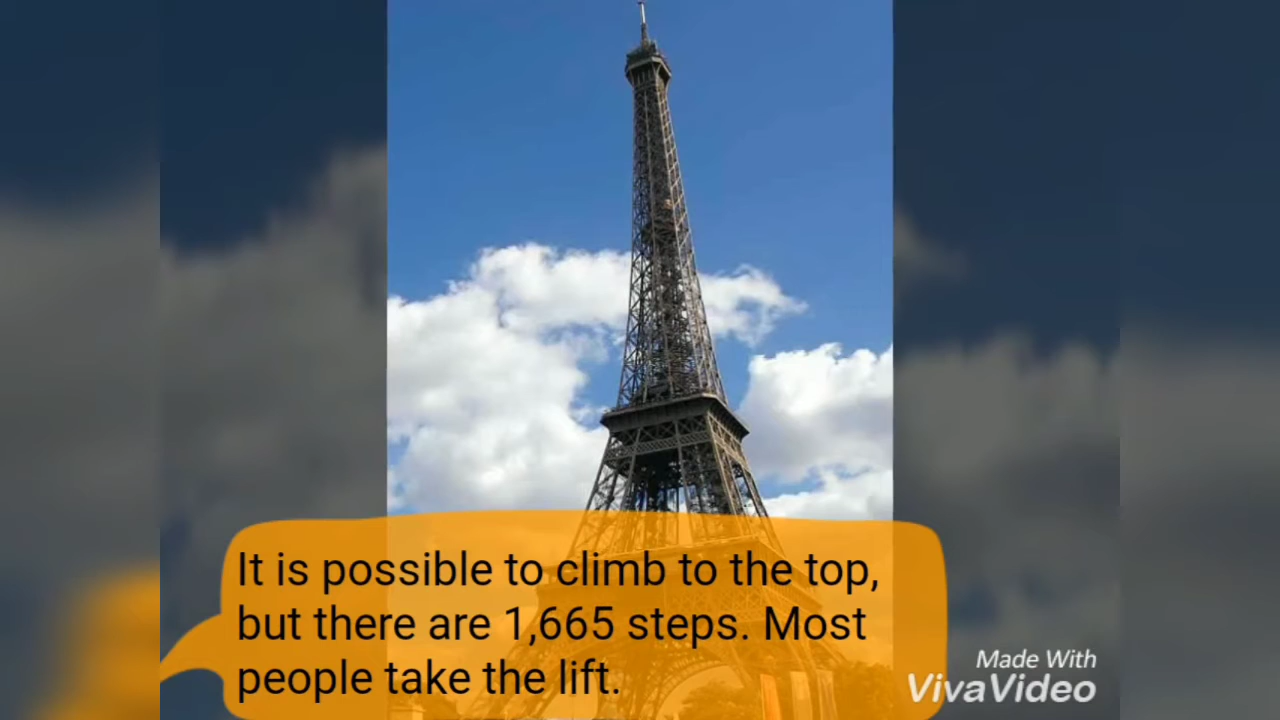 It is possible to climb to the top,
but there are 1,665 steps. Most
people take the lift.
Made With
VivaVideo